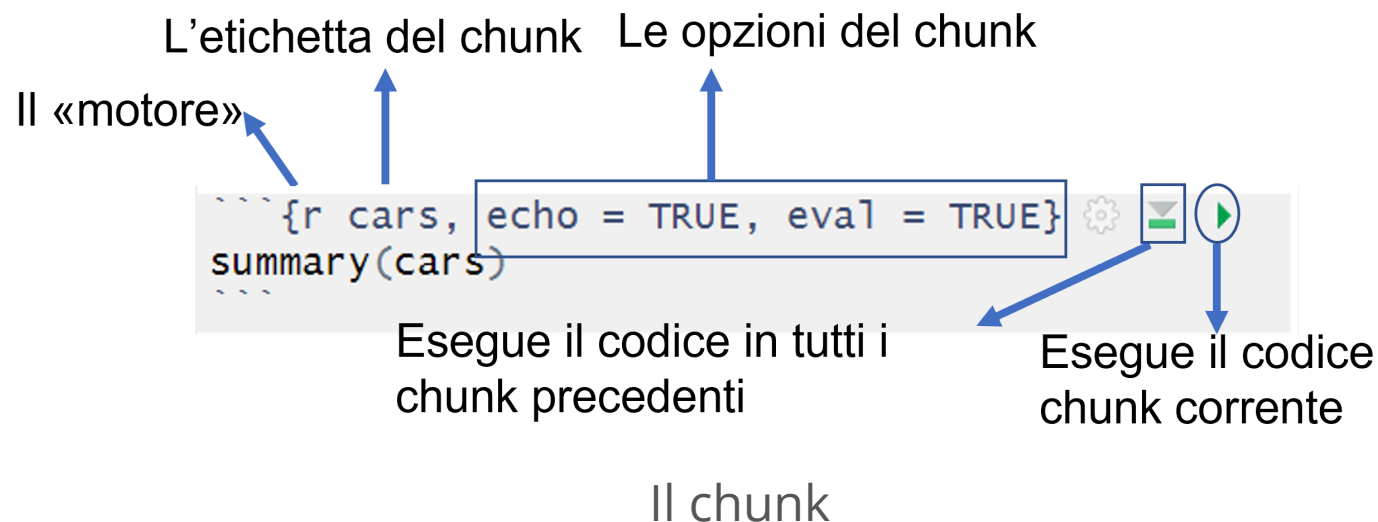 L’etichetta del chunk
Le opzioni del chunk
Il «motore»
```{r cars, echo = TRUE, eval = TRUE}
summary(cars)
```
Esegue il codice in tutti i
chunk precedenti
Esegue il codice
chunk corrente
Il chunk